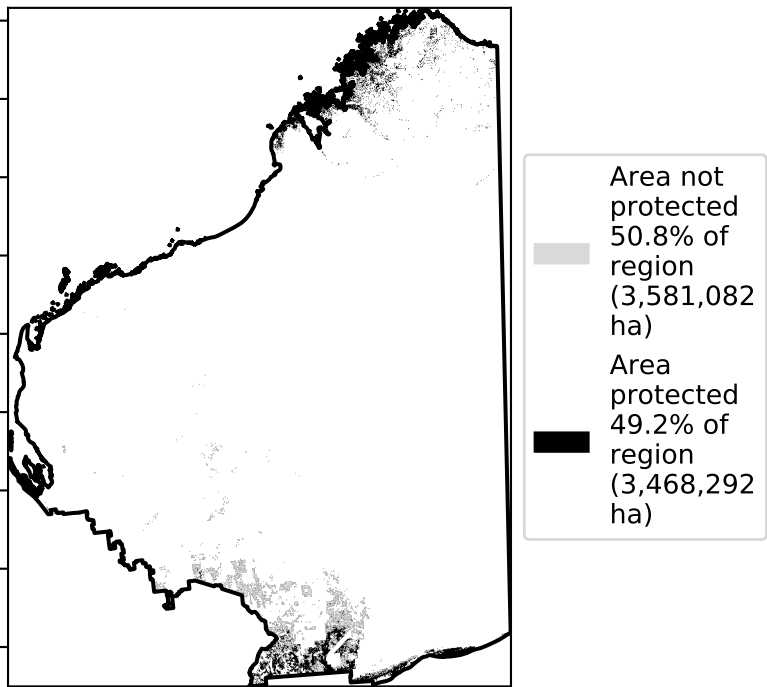 Area not
protected
50.8% of
region
(3,581,082
ha)
Area
protected
49.2% of
region
(3,468,292
ha)